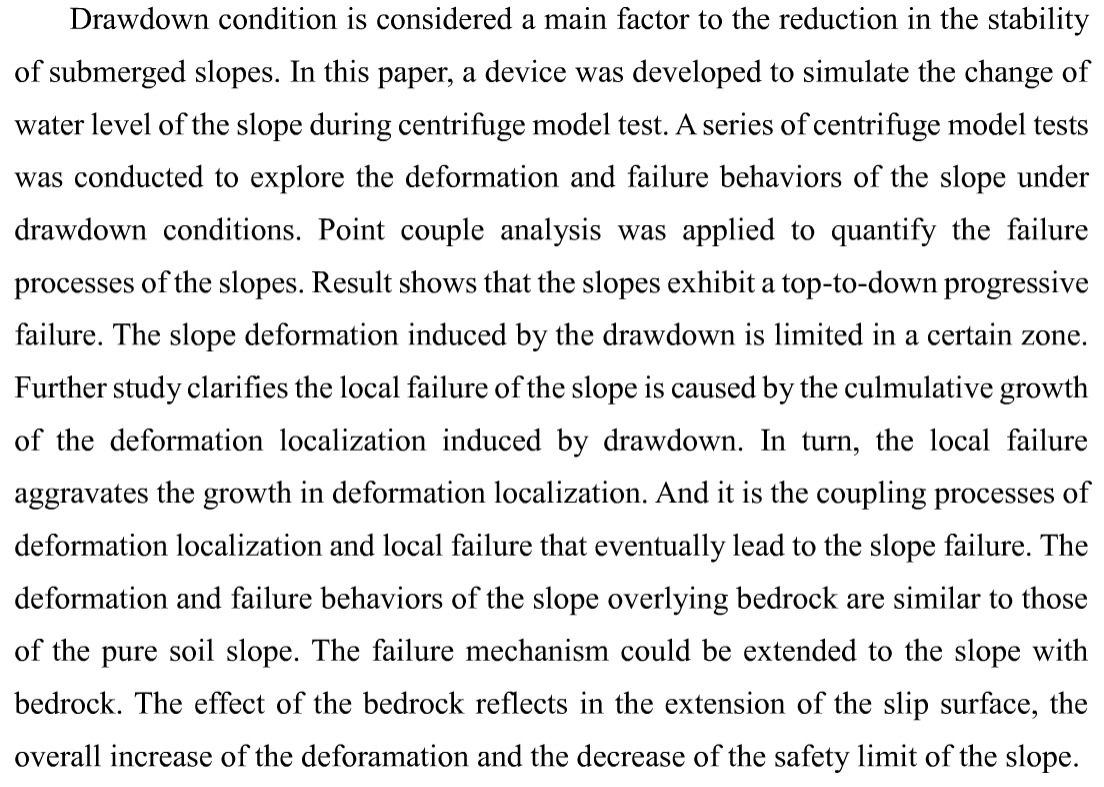 Drawdown condition is considered a main factor to the reduction in the stability
of submerged slopes. In this paper, a device was developed to simulate the change of
water level of the slope during centrifuge model test. A series of centrifuge model tests
was conducted to explore the deformation and failure behaviors of the slope under
drawdown conditions. Point couple analysis was applied to quantify the failure
processes of the slopes. Result shows that the slopes exhibit a top-to-down progressive
failure. The slope deformation induced by the drawdown is limited in a certain zone.
Further study clarifies the local failure of the slope is caused by the culmulative growth
of the deformation localization induced by drawdown. In turn, the local failure
aggravates the growth in deformation localization. And it is the coupling processes of
deformation localization and local failure that eventually lead to the slope failure. The
deformation and failure behaviors of the slope overlying bedrock are similar to those
of the pure soil slope. The failure mechanism could be extended to the slope with
bedrock. The effect of the bedrock reflects in the extension of the slip surface, the
overall increase of the deforamation and the decrease of the safety limit of the slope.